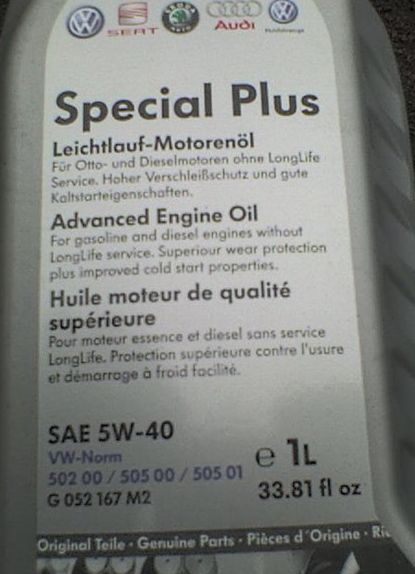 SEAT
Audi
Special Plus
Leichtlauf-Motorenöl
Für Otto- und Dieselmotoren ohne LongLife
Service. Hoher Verschleißschutz und gute
Kaltstarteigenschaften.
Advanced Engine Oil
For gasoline and diesel engines without
LongLife service. Superiour wear protection
plus improved cold start properties.
Huile moteur de qualité
supérieure
Pour moteur essence et diesel sans service
LongLife. Protection supérieure contre l'usure
et démarrage à froid facilité.
SAE 5W-40
VW-Norm
502 00 / 505 00 / 505 01
G 052 167 M2
e 1L
33.81 fl oz
Original Teile · Genuine Parts · Pièces d'Origine · Ric